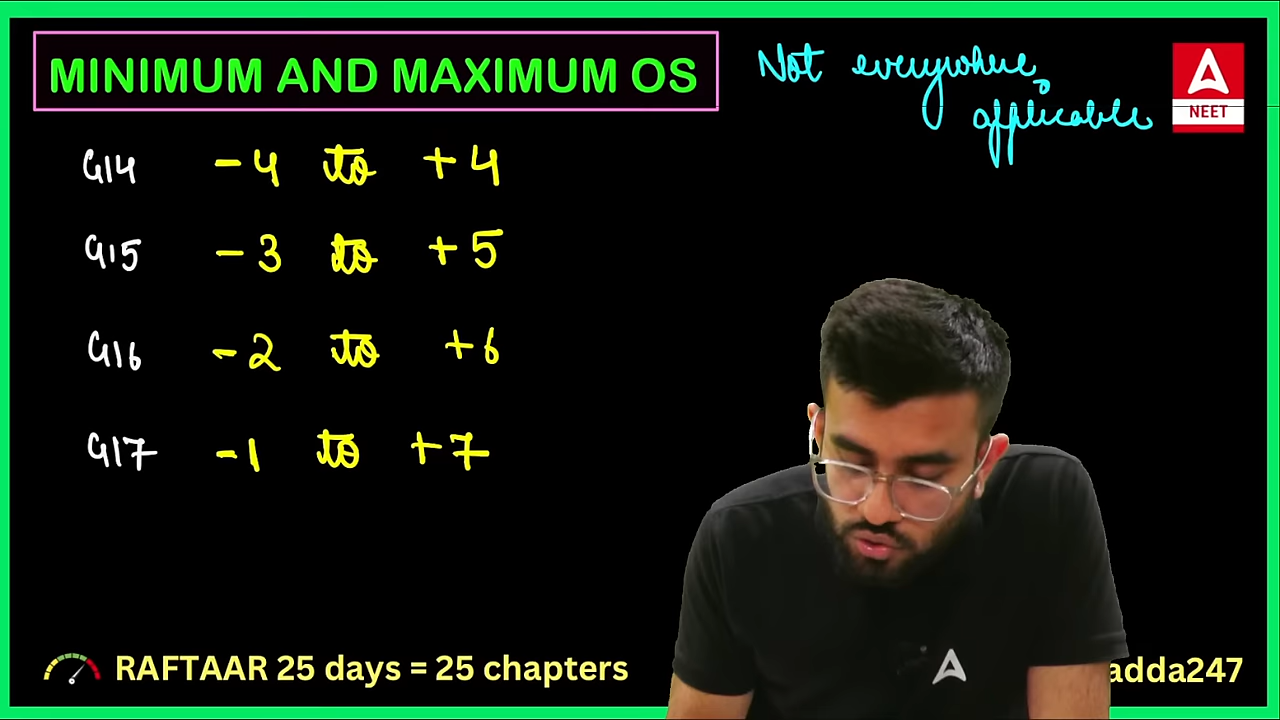 MINIMUM AND MAXIMUM OS
Not everywhere
applicable
NEET
G14 -4 to +4
G15 -3 to +5
G16 -2 to +6
G17 -1 to +7
RAFTAAR 25 days = 25 chapters
adda247